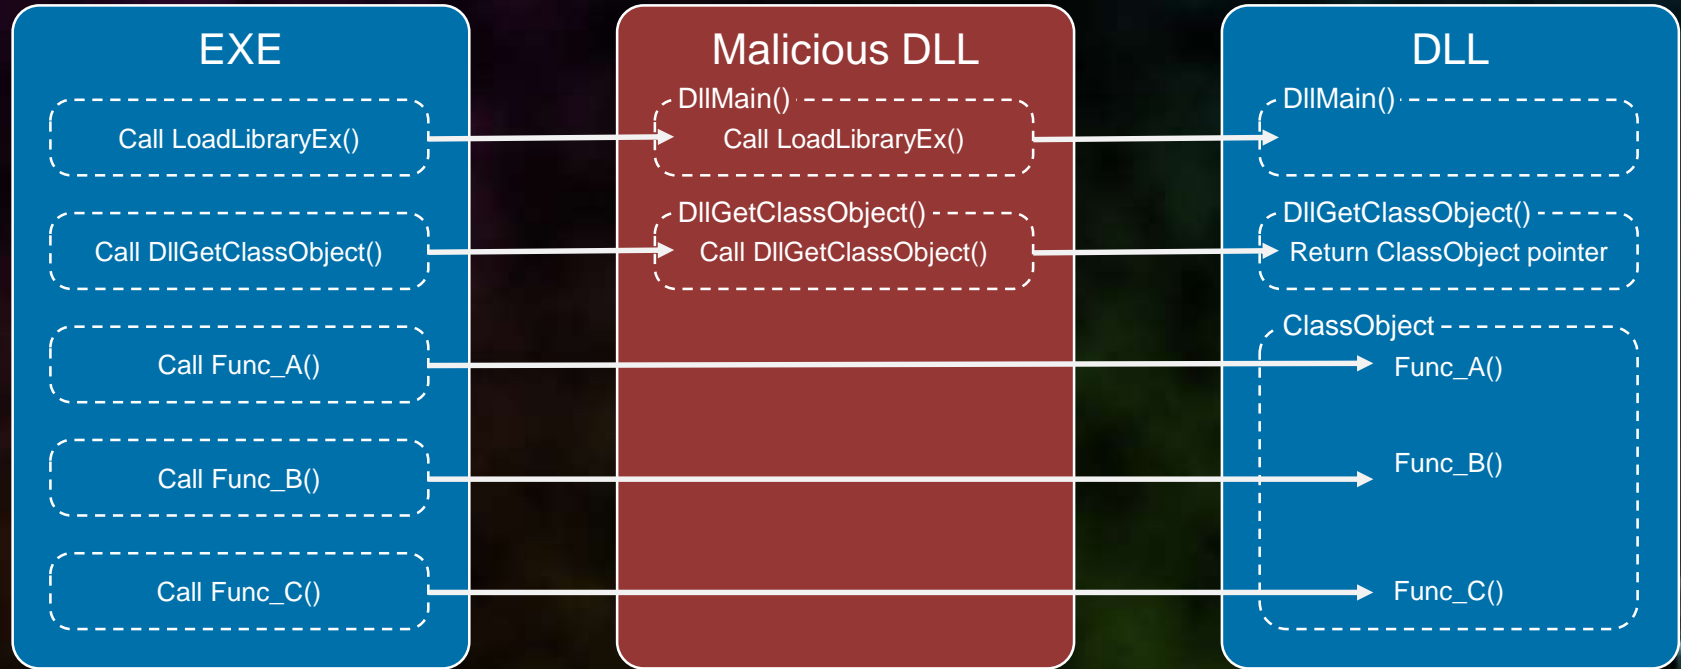 EXE
Call LoadLibraryEx()
Call DllGetClassObject()
Call Func_A()
Call Func_B()
Call Func_C()
Malicious DLL
DllMain()
Call LoadLibraryEx()
DllGetClassObject()
Call DllGetClassObject()
DLL
DllMain()
DllGetClassObject()
Return ClassObject pointer
ClassObject
Func_A()
Func_B()
Func_C()